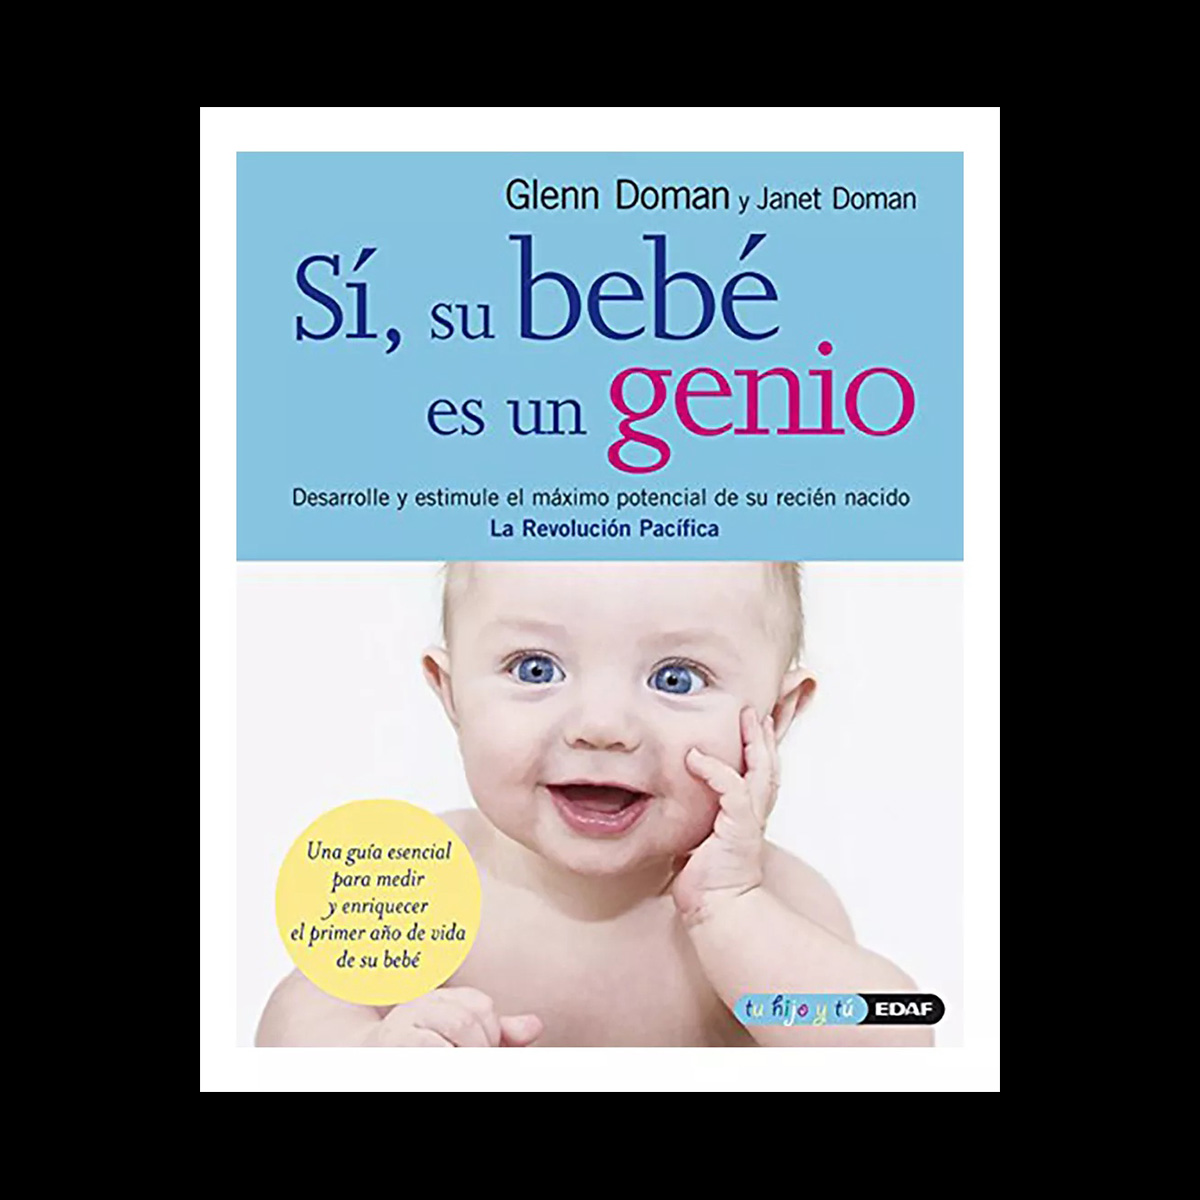 Glenn Doman y Janet Doman
Sí, su bebé
es un genio
Desarrolle y estimule el máximo potencial de su recién nacido
La Revolución Pacífica
Una guía esencial
para medir
y enriquecer
el primer año de vida
de su bebé
tu hijo y tú EDAF